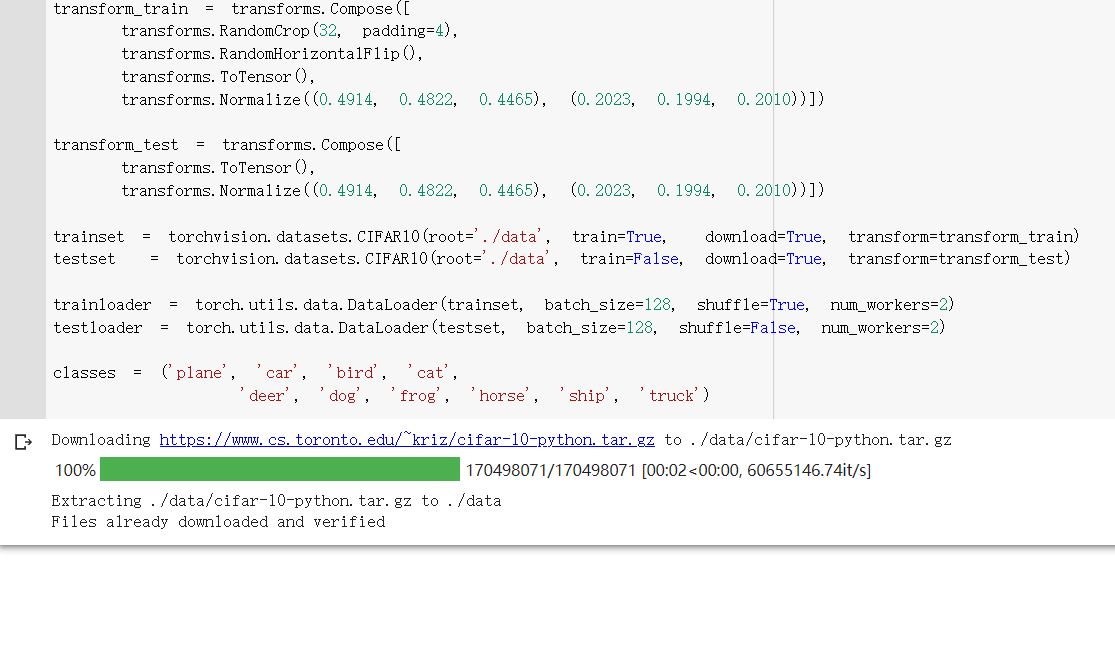 transform_train = transforms.Compose([
transforms.RandomCrop(32, padding=4),
transforms.RandomHorizontalFlip(),
transforms.ToTensor(),
transforms.Normalize((0.4914, 0.4822, 0.4465), (0.2023, 0.1994, 0.2010))])
transform_test = transforms.Compose([
transforms.ToTensor(),
transforms.Normalize((0.4914, 0.4822, 0.4465), (0.2023, 0.1994, 0.2010))])
trainset = torchvision.datasets.CIFAR10(root='./data', train=True, download=True, transform=transform_train)
testset = torchvision.datasets.CIFAR10(root='./data', train=False, download=True, transform=transform_test)
trainloader = torch.utils.data.DataLoader(trainset, batch_size=128, shuffle=True, num_workers=2)
testloader = torch.utils.data.DataLoader(testset, batch_size=128, shuffle=False, num_workers=2)
classes = ('plane', 'car', 'bird', 'cat',
'deer', 'dog', 'frog', 'horse', 'ship', 'truck')
Downloading https://www.cs.toronto.edu/~kriz/cifar-10-python.tar.gz to ./data/cifar-10-python.tar.gz
100% 170498071/170498071 [00:02<00:00, 60655146.74it/s]
Extracting ./data/cifar-10-python.tar.gz to ./data
Files already downloaded and verified